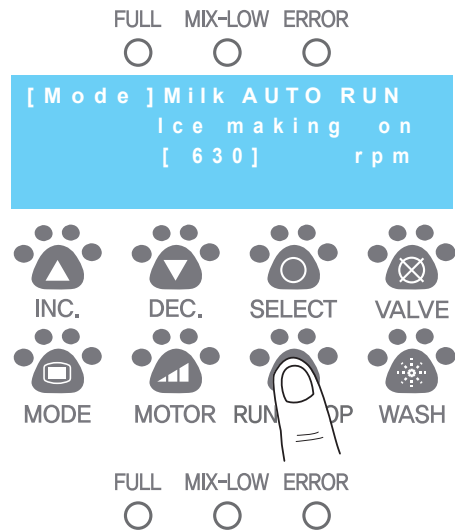 FULL MIX-LOW ERROR
[Mode]Milk AUTO RUN
Ice making on
[ 630] rpm
INC. DEC. SELECT VALVE
MODE MOTOR RUN OP WASH
FULL MIX-LOW ERROR